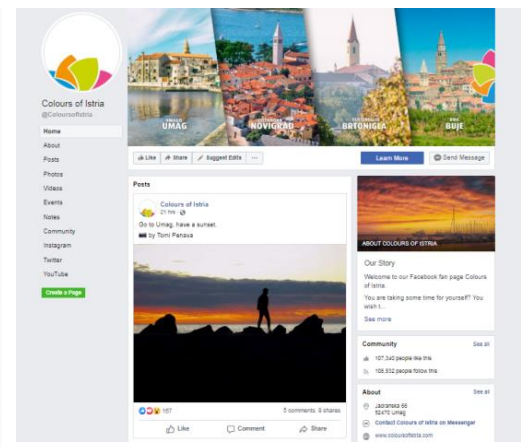 Colours of Istria
@ColoursofIstria
Home
About
Posts
Photos
Videos
Events
Notes
Community
Instagram
Twitter
YouTube
Create a Page
UMAG
NOVIGRAD
BRTONIGLA
BUJE
Like Share Suggest Edits ...
Learn More
Send Message
Posts
Colours of Istria
21 hrs
Go to Umag, have a sunset.
by Tomi Panava
167
5 comments 9 shares
Like Comment Share
ABOUT COLOURS OF ISTRIA
Our Story
Welcome to our Facebook fan page Colours
of Istria.
You are taking some time for yourself? You
wish t...
See more
Community See all
107,340 people like this
108,932 people follow this
About See all
Jadranska 66
52470 Umag
Contact Colours of Istria on Messenger
www.coloursofistria.com